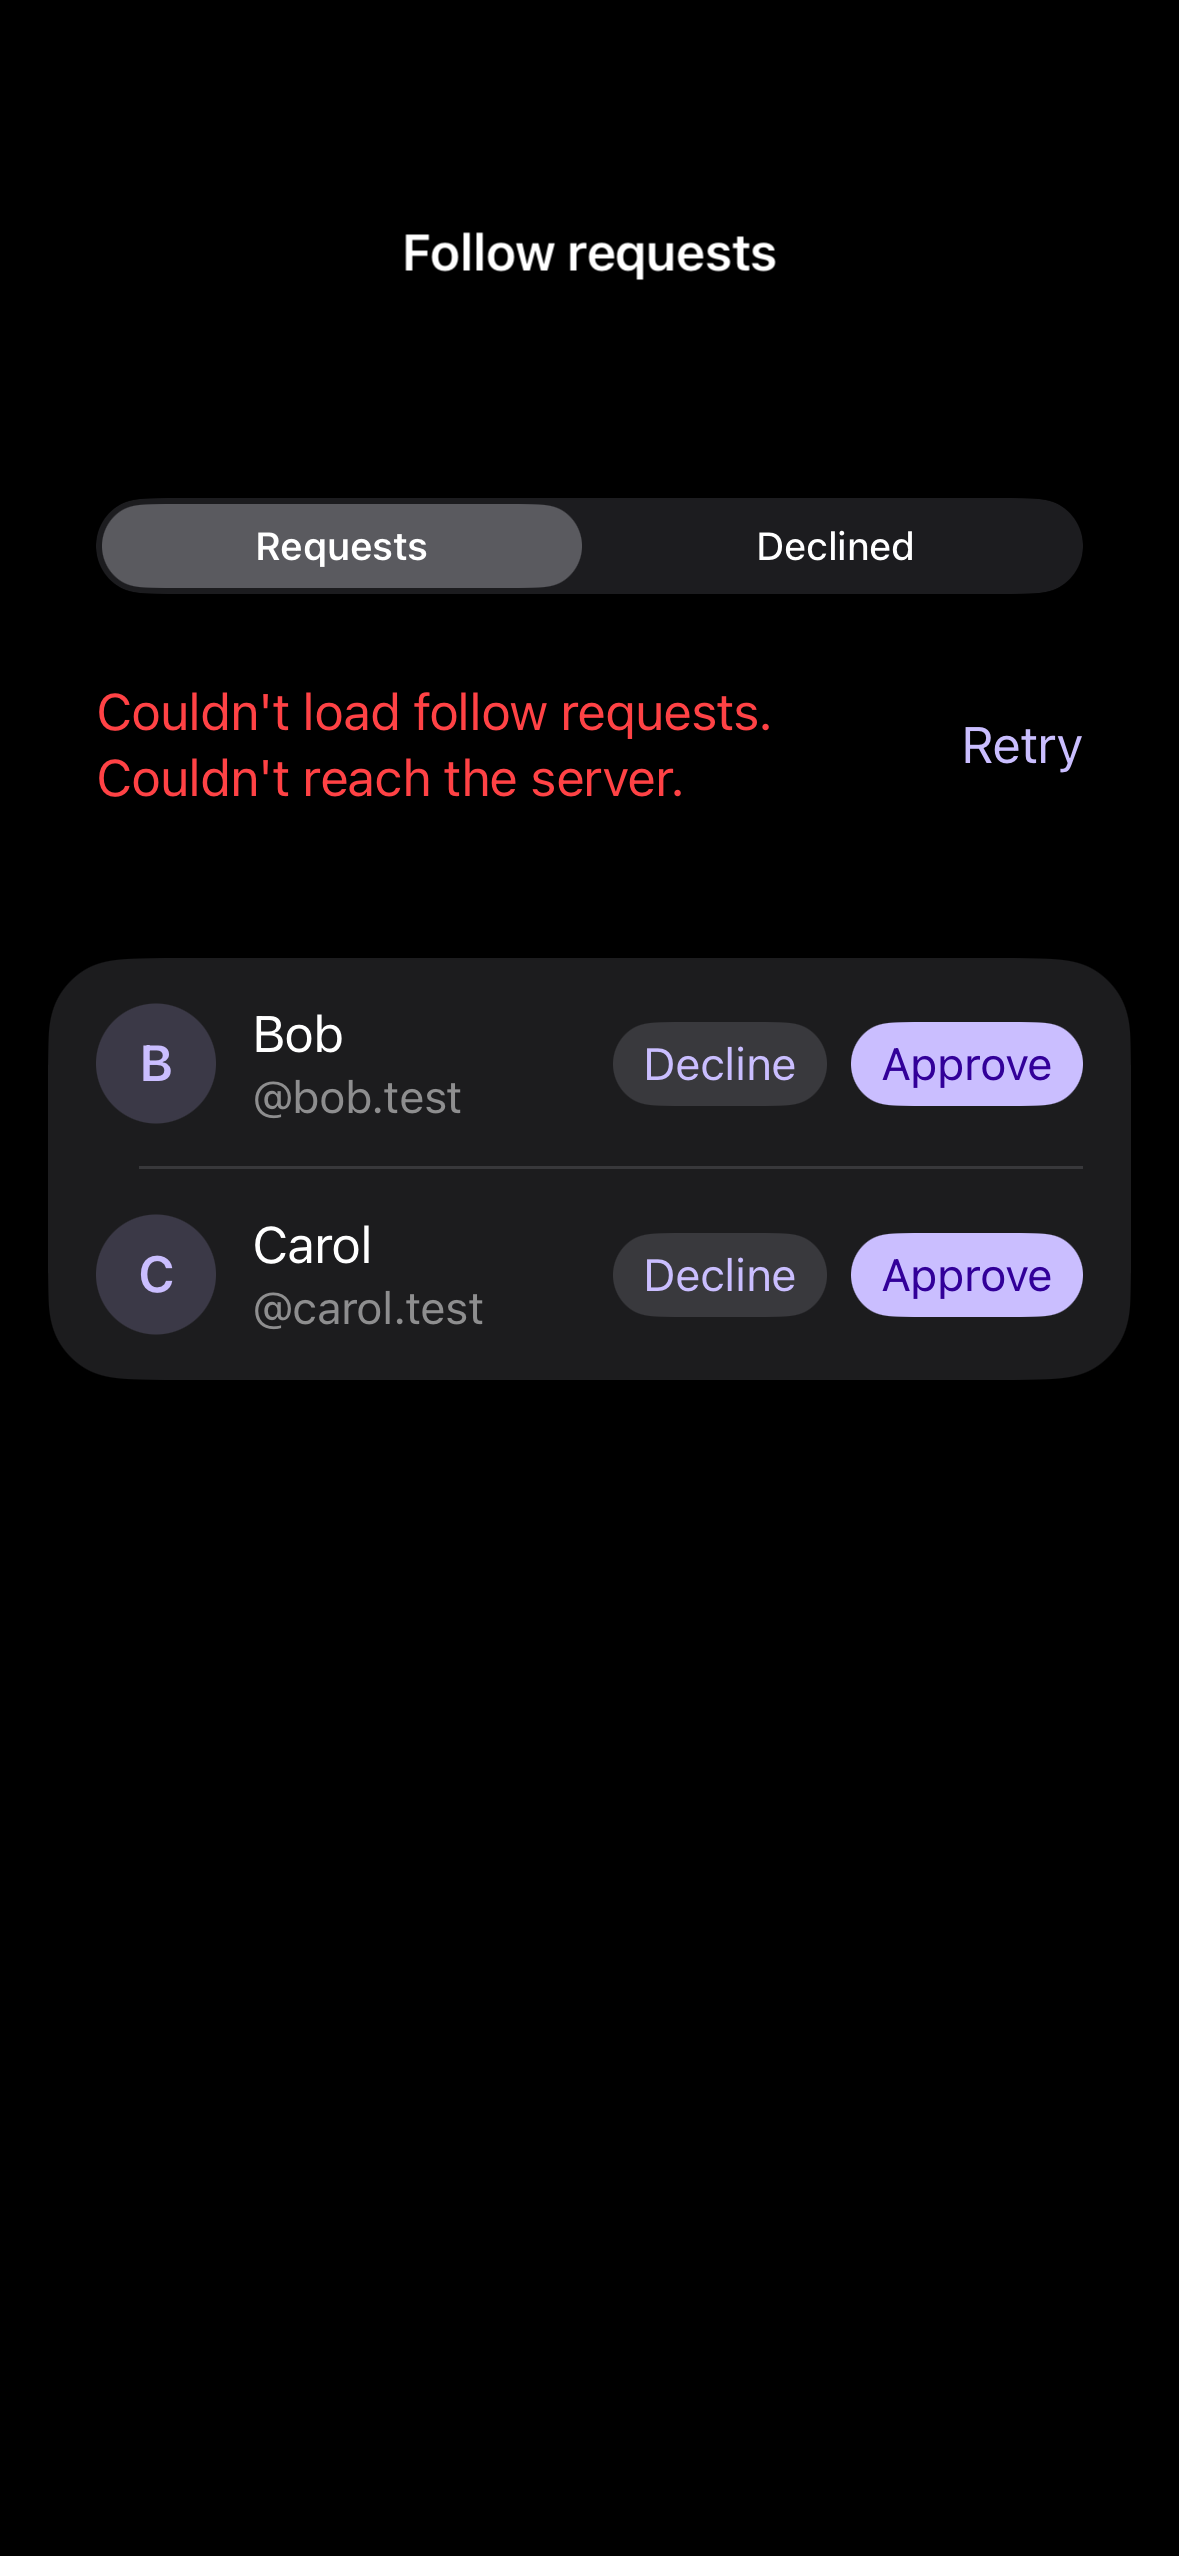 Follow requests
Requests
Declined
Couldn't load follow requests.
Couldn't reach the server.
Retry
B
Bob
@bob.test
Decline
Approve
C
Carol
@carol.test
Decline
Approve